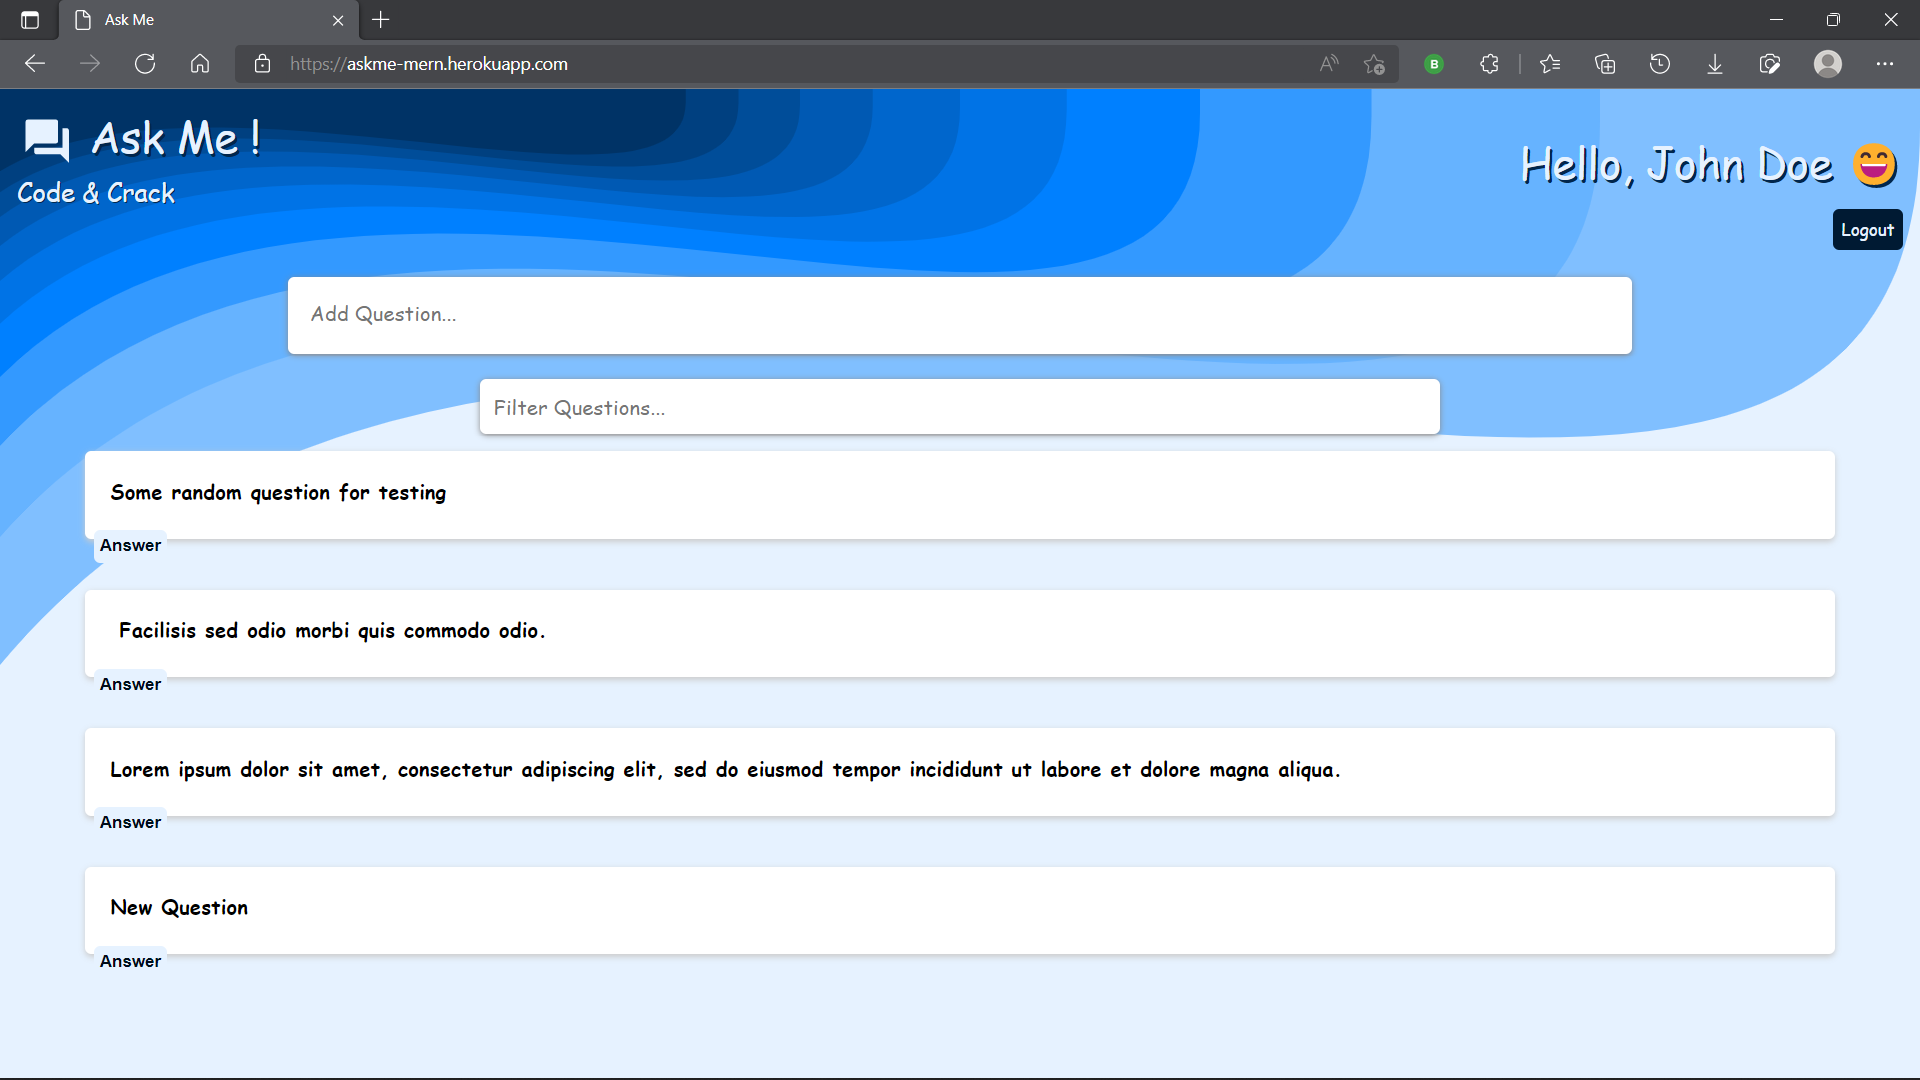 Ask Me
https://askme-mern.herokuapp.com
B
Ask Me !
Code & Crack
Hello, John Doe 😄
Logout
Add Question...
Filter Questions...
Some random question for testing
Answer
Facilisis sed odio morbi quis commodo odio.
Answer
Lorem ipsum dolor sit amet, consectetur adipiscing elit, sed do eiusmod tempor incididunt ut labore et dolore magna aliqua.
Answer
New Question
Answer